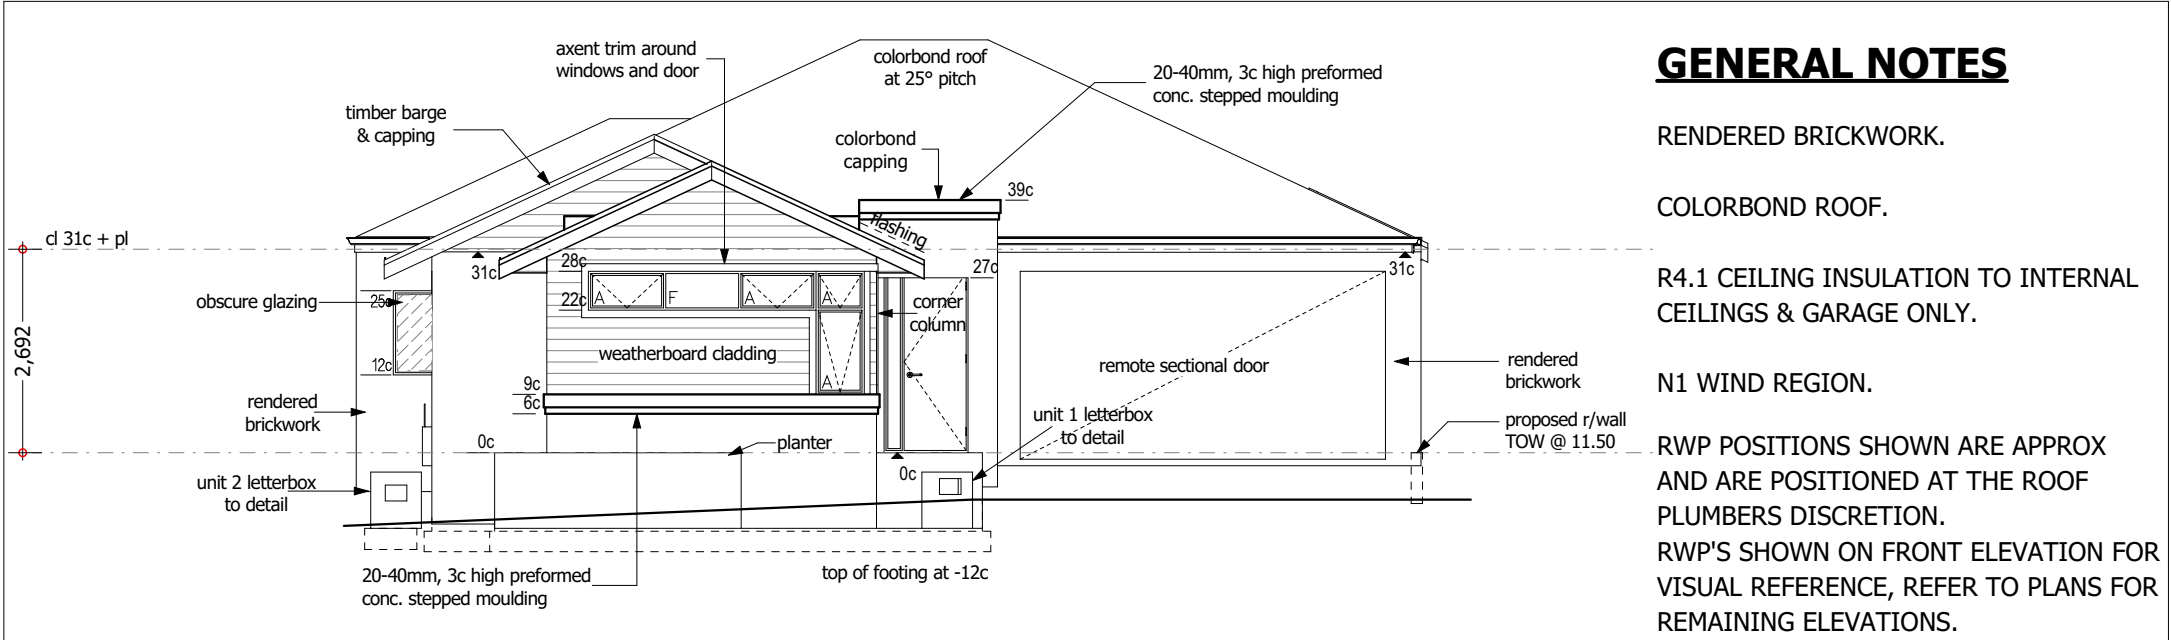 axent trim around
windows and door
colorbond roof
at 25° pitch
20-40mm, 3c high preformed
conc. stepped moulding
timber barge
& capping
colorbond
capping
39c
flashing
cl 31c + pl
31c
28c
27c
31c
obscure glazing
25c
22c
A
F
A
A
corner
column
2,692
weatherboard cladding
remote sectional door
rendered
brickwork
12c
9c
A
6c
rendered
brickwork
unit 1 letterbox
to detail
proposed r/wall
TOW @ 11.50
0c
planter
0c
unit 2 letterbox
to detail
20-40mm, 3c high preformed
conc. stepped moulding
top of footing at -12c
GENERAL NOTES
RENDERED BRICKWORK.
COLORBOND ROOF.
R4.1 CEILING INSULATION TO INTERNAL
CEILINGS & GARAGE ONLY.
N1 WIND REGION.
RWP POSITIONS SHOWN ARE APPROX
AND ARE POSITIONED AT THE ROOF
PLUMBERS DISCRETION.
RWP'S SHOWN ON FRONT ELEVATION FOR
VISUAL REFERENCE, REFER TO PLANS FOR
REMAINING ELEVATIONS.